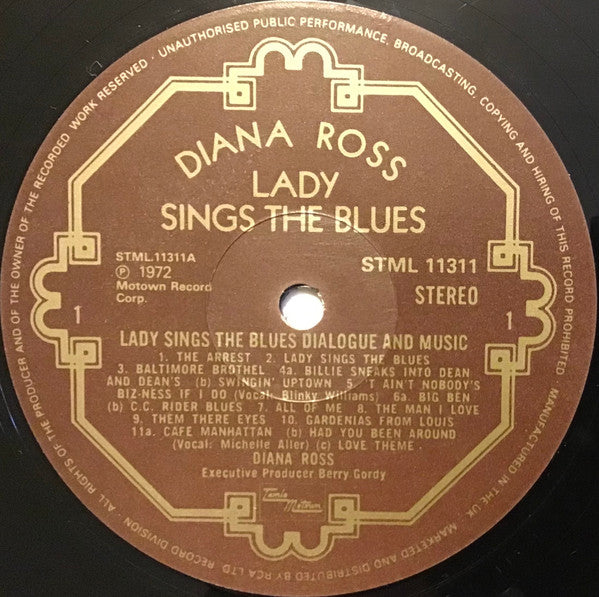 ALL RIGHTS OF THE PRODUCER AND OF THE OWNER OF THE RECORDED WORK RESERVED · UNAUTHORISED PUBLIC PERFORMANCE, BROADCASTING, COPYING AND HIRING OF THIS RECORD PROHIBITED
DIANA ROSS
LADY
SINGS THE BLUES
STML.11311A
℗ 1972
Motown Record
Corp.
STML 11311
STEREO
1
1
LADY SINGS THE BLUES DIALOGUE AND MUSIC
1. THE ARREST 2. LADY SINGS THE BLUES
3. BALTIMORE BROTHEL 4a. BILLIE SNEAKS INTO DEAN
AND DEAN'S (b) SWINGIN' UPTOWN 5. 'T AIN'T NOBODY'S
BIZ-NESS IF I DO (Vocal: Blinky Williams) 6a. BIG BEN
(b) C.C. RIDER BLUES 7. ALL OF ME 8. THE MAN I LOVE
9. THEM THERE EYES 10. GARDENIAS FROM LOUIS
11a. CAFE MANHATTAN (b) HAD YOU BEEN AROUND
(Vocal: Michelle Aller) (c) LOVE THEME
DIANA ROSS
Executive Producer Berry Gordy
Tamla
Motown
MANUFACTURED IN THE UK. MARKETED AND DISTRIBUTED BY RCA LTD. RECORD DIVISION